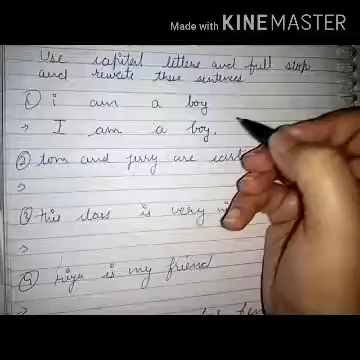 Made with KINEMASTER
Use capital letters and full stop
and rewrite these sentences
① i am a boy
→ I am a boy.
② tom and jerry are
→
③ this class is very
→
④ riya is my friend
→